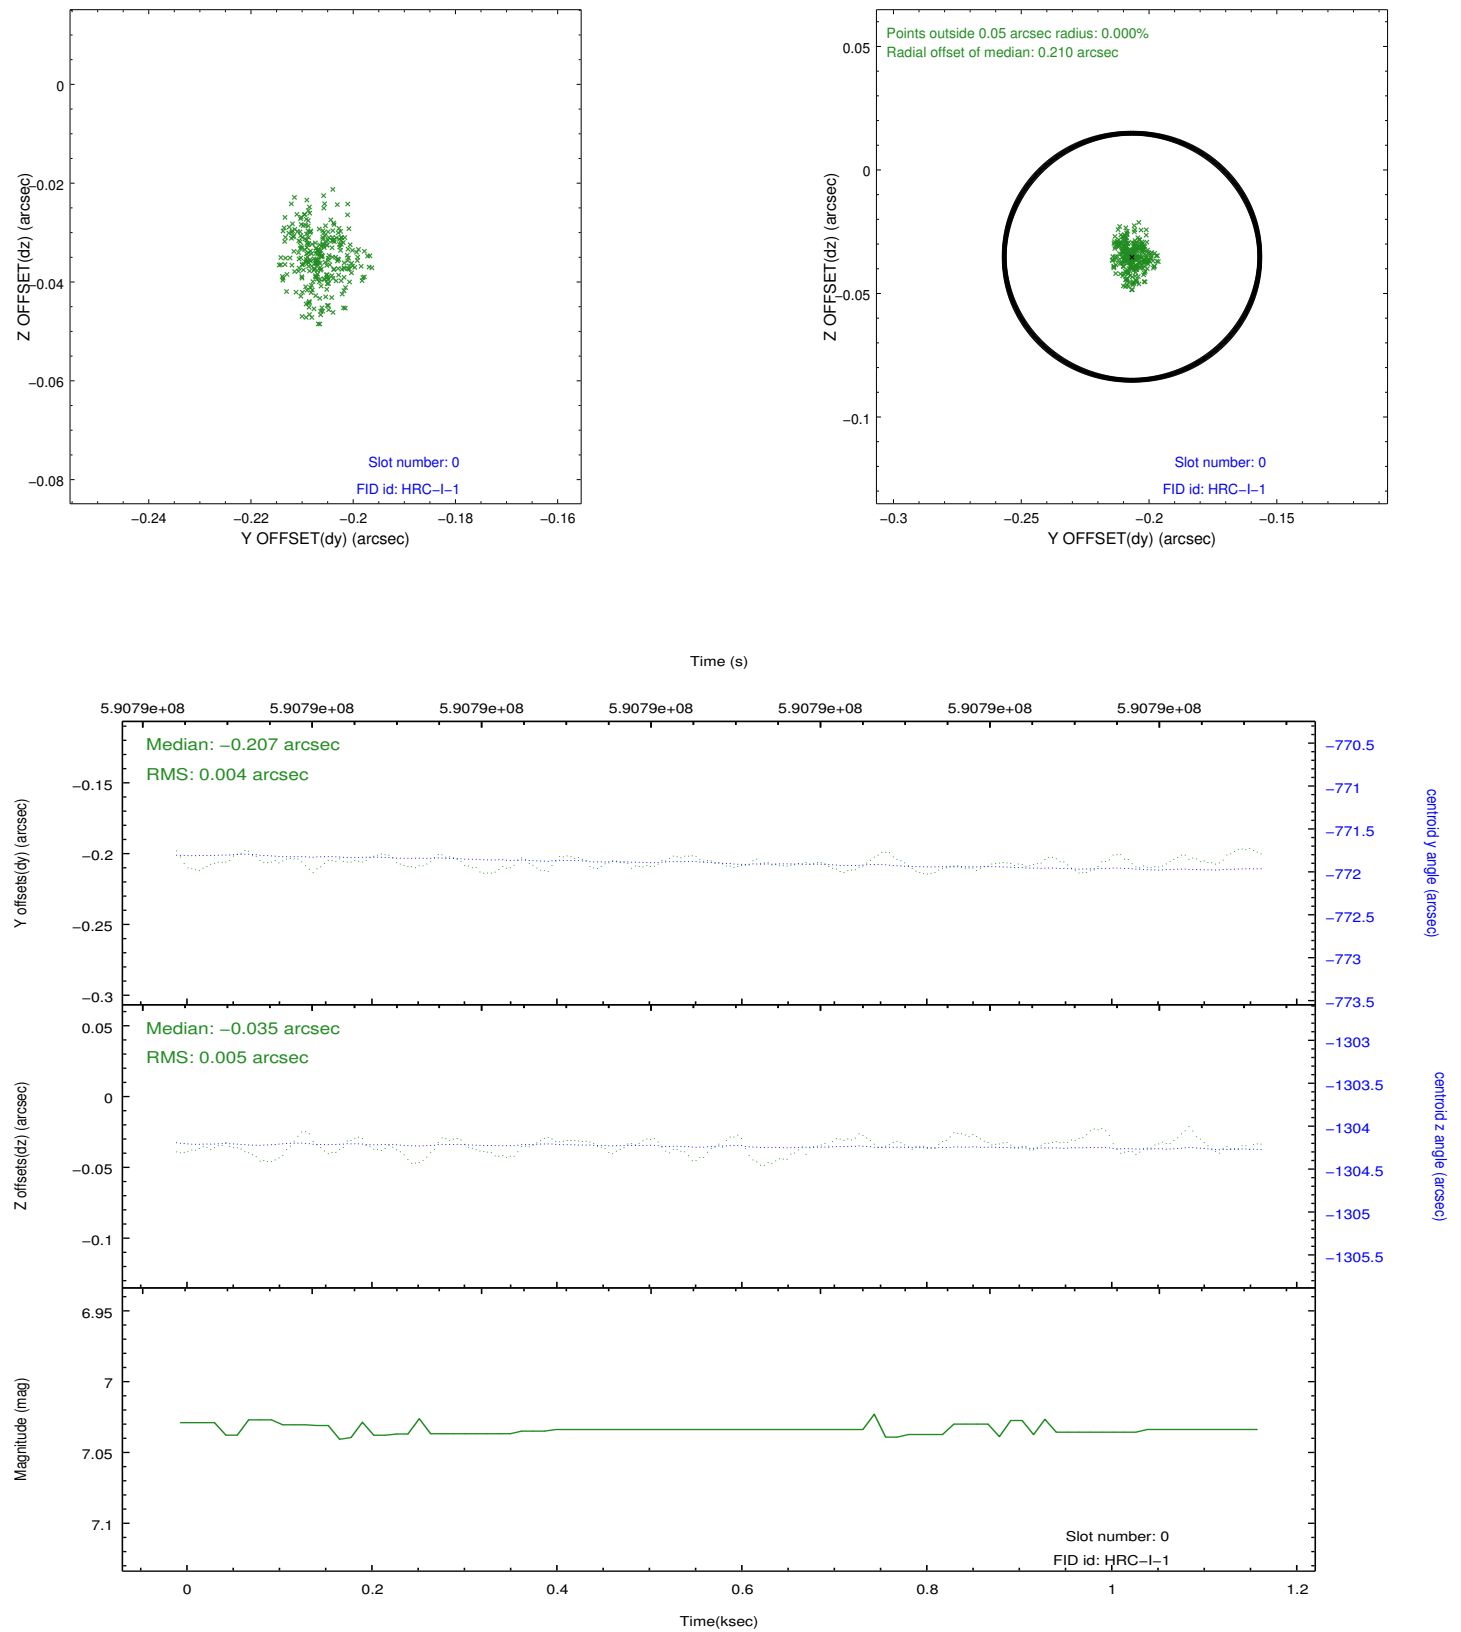 0
−0.02
−0.04
−0.06
−0.08
Z OFFSET(dz) (arcsec)
Slot number: 0
FID id: HRC−I−1
−0.24
−0.22
−0.2
−0.18
−0.16
Y OFFSET(dy) (arcsec)
Points outside 0.05 arcsec radius: 0.000%
Radial offset of median: 0.210 arcsec
0.05
0
−0.05
−0.1
Z OFFSET(dz) (arcsec)
Slot number: 0
FID id: HRC−I−1
−0.3
−0.25
−0.2
−0.15
Y OFFSET(dy) (arcsec)
Time (s)
5.9079e+08
5.9079e+08
5.9079e+08
5.9079e+08
5.9079e+08
5.9079e+08
5.9079e+08
Median: −0.207 arcsec
RMS: 0.004 arcsec
−0.15
−0.2
−0.25
−0.3
Y offsets(dy) (arcsec)
−770.5
−771
−771.5
−772
−772.5
−773
−773.5
centroid y angle (arcsec)
Median: −0.035 arcsec
RMS: 0.005 arcsec
0.05
0
−0.05
−0.1
Z offsets(dz) (arcsec)
−1303
−1303.5
−1304
−1304.5
−1305
−1305.5
centroid z angle (arcsec)
6.95
7
7.05
7.1
Magnitude (mag)
Slot number: 0
FID id: HRC−I−1
0
0.2
0.4
0.6
0.8
1
1.2
Time(ksec)